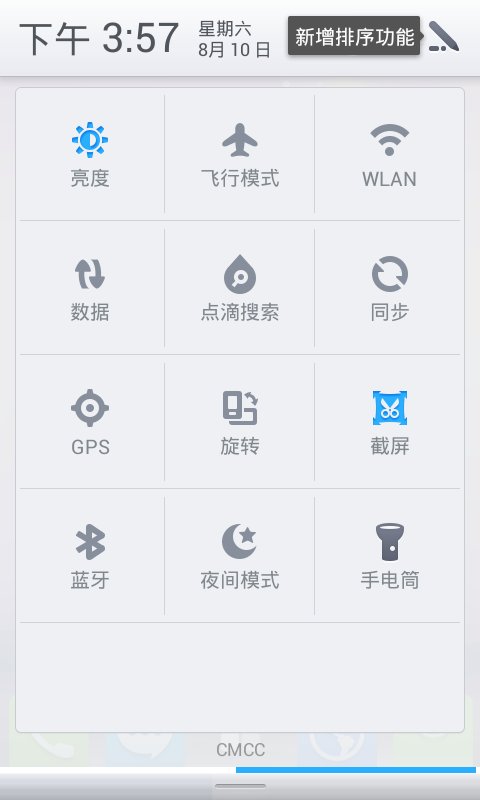 下午 3:57
星期六
8月 10 日
新增排序功能
亮度
飞行模式
WLAN
数据
点滴搜索
同步
GPS
旋转
截屏
蓝牙
夜间模式
手电筒
CMCC